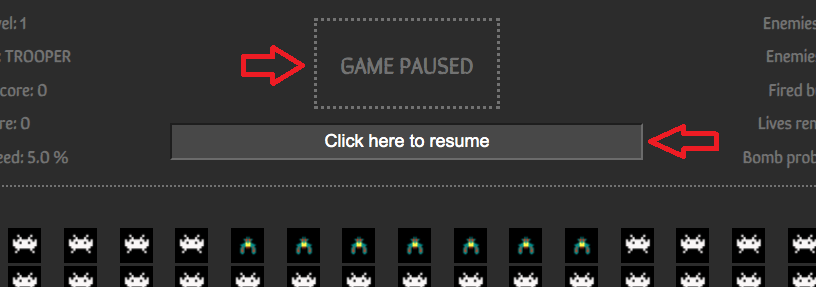 vel: 1
: TROOPER
core: 0
re: 0
eed: 5.0 %
GAME PAUSED
Click here to resume
Enemies
Enemies
Fired b
Lives ren
Bomb prob